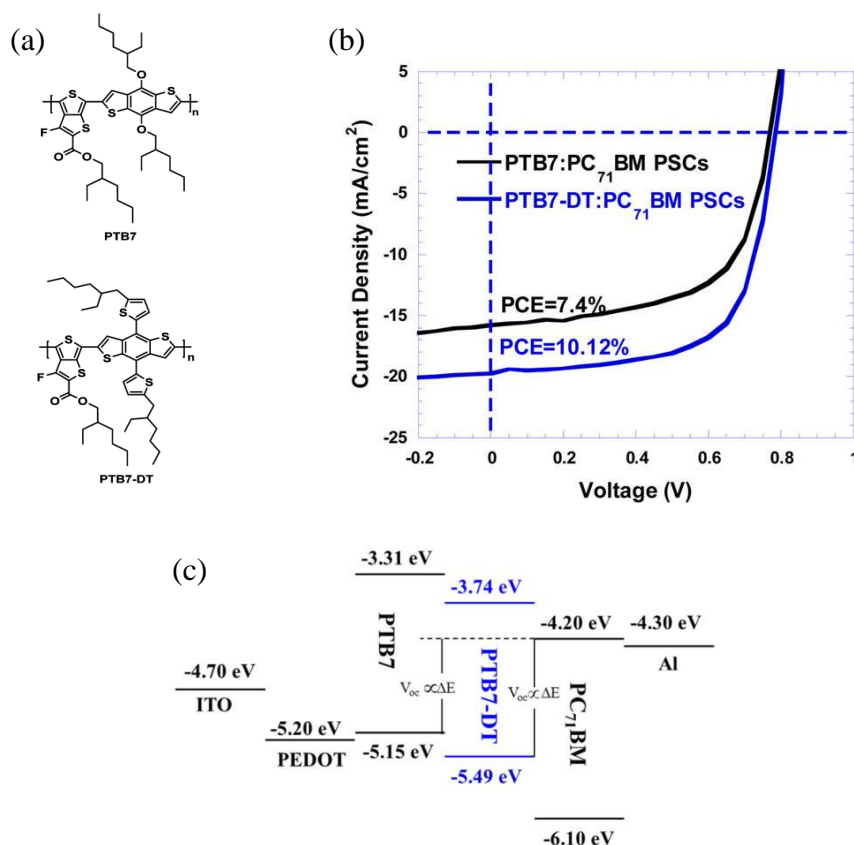 (a)
S
S
F
S
O
O
O
S
O
n
PTB7
S
S
S
F
S
O
O
S
S
n
PTB7-DT
(b)
Current Density (mA/cm²)
5
0
-5
-10
-15
-20
-25
PTB7:PC71BM PSCs
PTB7-DT:PC71BM PSCs
PCE=7.4%
PCE=10.12%
-0.2
0
0.2
0.4
0.6
0.8
1
Voltage (V)
(c)
-3.31 eV
-3.74 eV
-4.20 eV
-4.30 eV
Al
-4.70 eV
ITO
PTB7
PTB7-DT
PC71BM
Voc ∝ΔE
Voc ∝ΔE
-5.20 eV
PEDOT
-5.15 eV
-5.49 eV
-6.10 eV